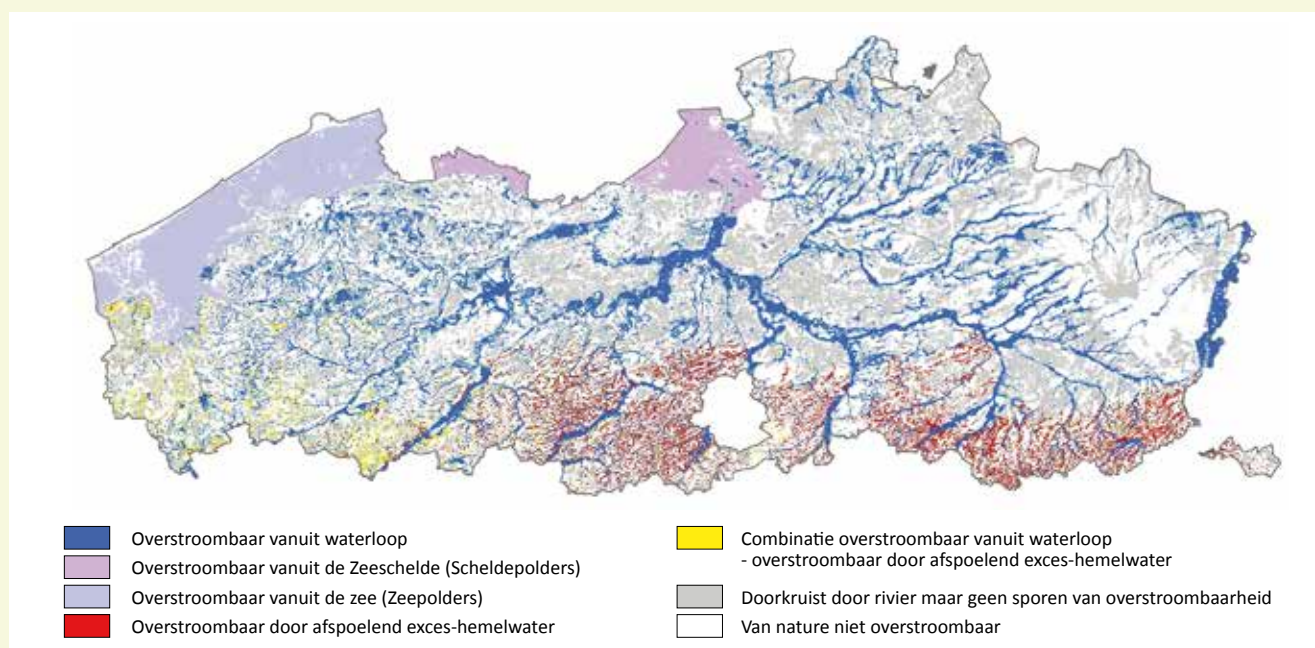 Overstroombaar vanuit waterloop
Overstroombaar vanuit de Zeeschelde (Scheldepolders)
Overstroombaar vanuit de zee (Zeepolders)
Overstroombaar door afspoelend exces-hemelwater
Combinatie overstroombaar vanuit waterloop
- overstroombaar door afspoelend exces-hemelwater
Doorkruist door rivier maar geen sporen van overstroombaarheid
Van nature niet overstroombaar